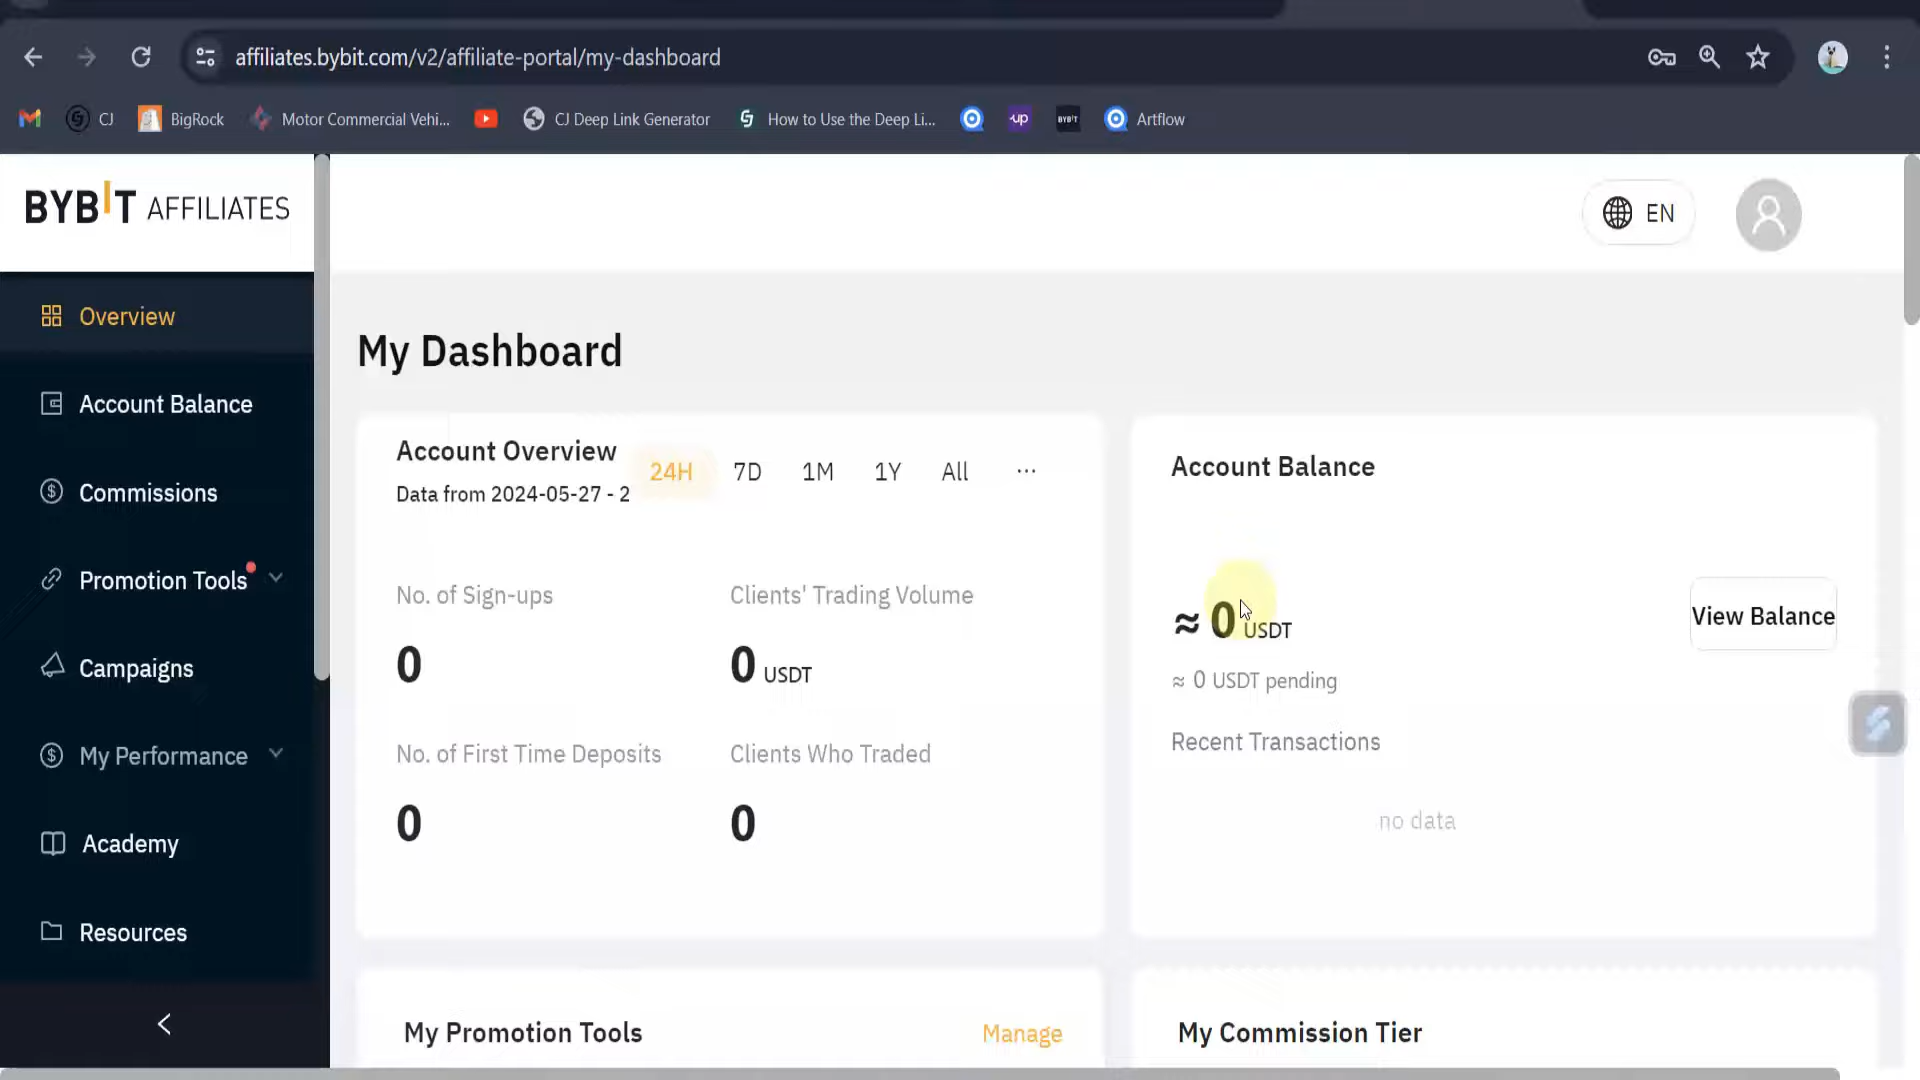 affiliates.bybit.com/v2/affiliate-portal/my-dashboard
CJ
BigRock
Motor Commercial Vehi...
CJ Deep Link Generator
How to Use the Deep Li...
up
BYBIT
Artflow
BYBIT AFFILIATES
EN
Overview
Account Balance
Commissions
Promotion Tools
Campaigns
My Performance
Academy
Resources
My Dashboard
Account Overview
24H 7D 1M 1Y All ...
Data from 2024-05-27 - 2
No. of Sign-ups
0
Clients' Trading Volume
0 USDT
No. of First Time Deposits
0
Clients Who Traded
0
Account Balance
≈ 0 USDT
View Balance
≈ 0 USDT pending
Recent Transactions
no data
My Promotion Tools
Manage
My Commission Tier